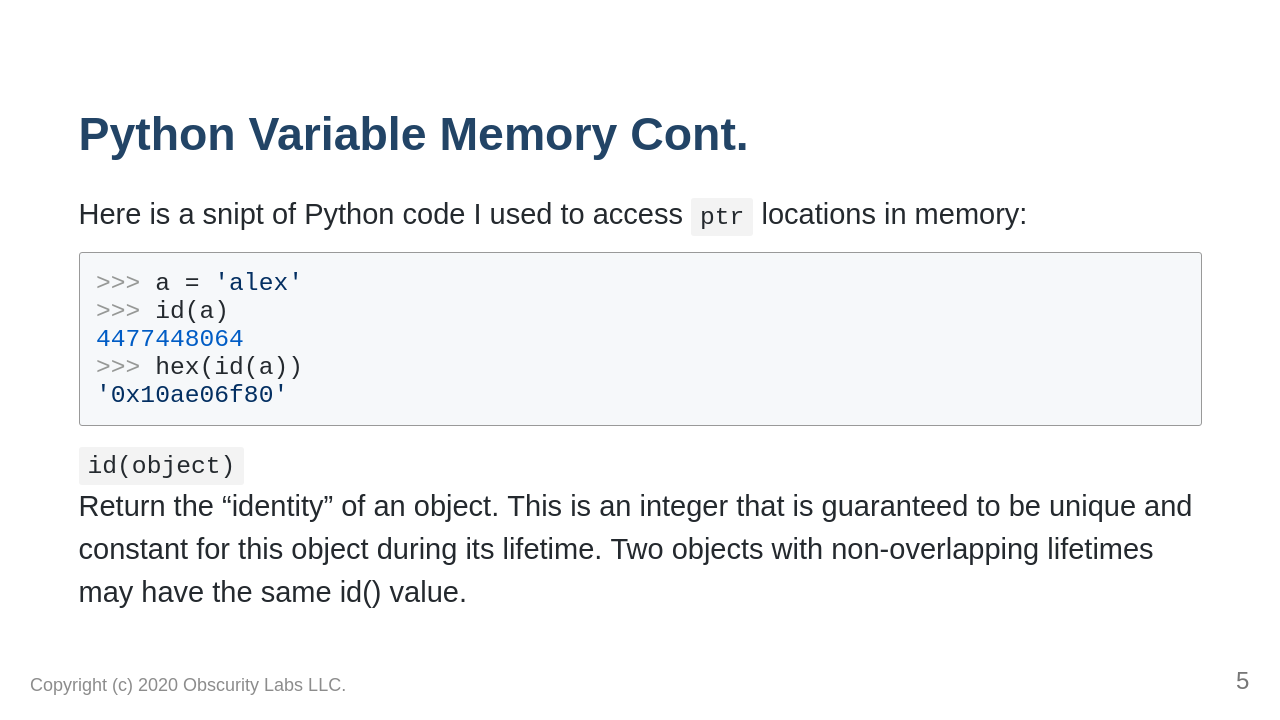 Python Variable Memory Cont.
Here is a snipt of Python code I used to access ptr locations in memory:
>>> a = 'alex'
>>> id(a)
4477448064
>>> hex(id(a))
'0x10ae06f80'
id(object)
Return the “identity” of an object. This is an integer that is guaranteed to be unique and
constant for this object during its lifetime. Two objects with non-overlapping lifetimes
may have the same id() value.
Copyright (c) 2020 Obscurity Labs LLC.
5